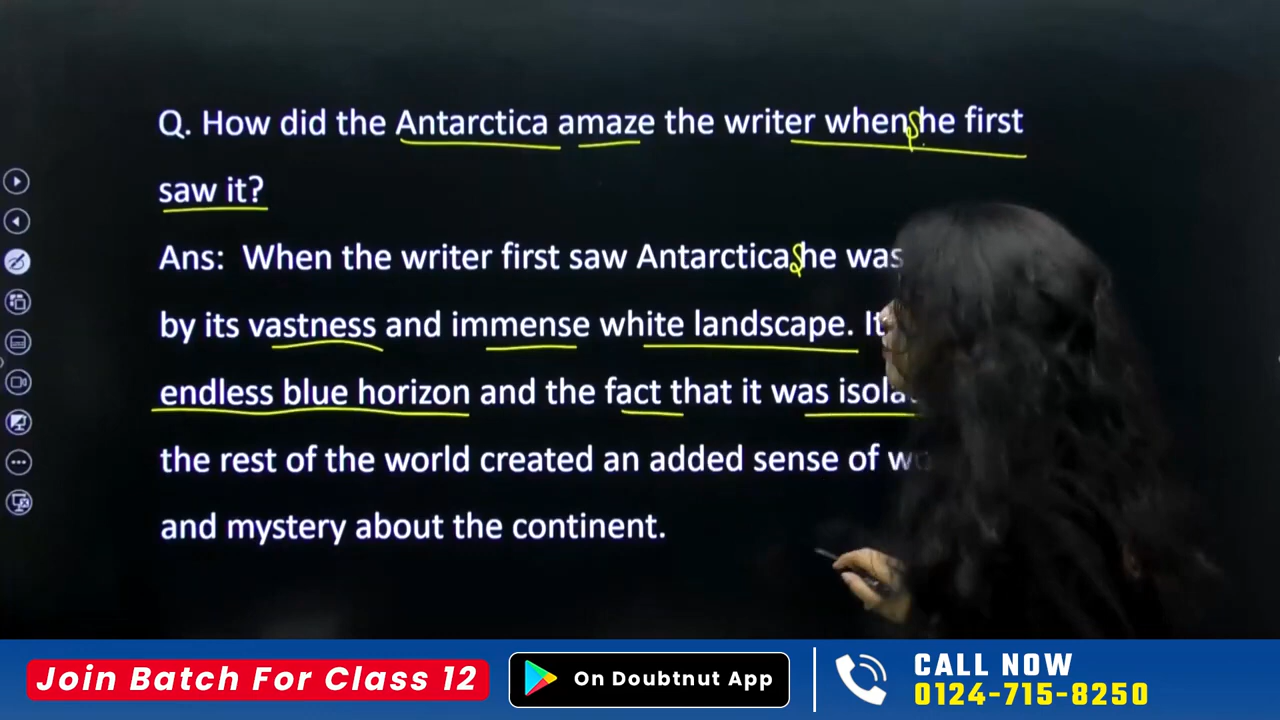 Q. How did the Antarctica amaze the writer when she first
saw it?
Ans: When the writer first saw Antarctica she was
by its vastness and immense white landscape. It
endless blue horizon and the fact that it was
the rest of the world created an added sense of
and mystery about the continent.
Join Batch For Class 12
On Doubtnut App
CALL NOW
0124-715-8250